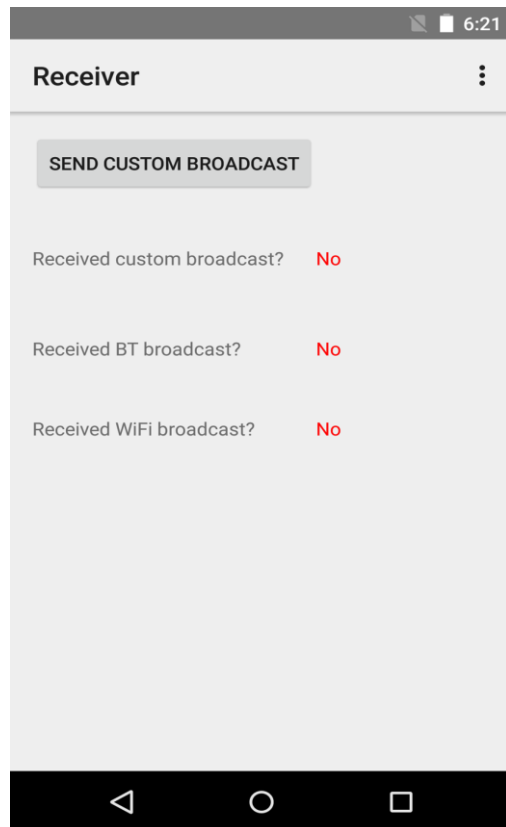 6:21
Receiver
SEND CUSTOM BROADCAST
Received custom broadcast? No
Received BT broadcast? No
Received WiFi broadcast? No